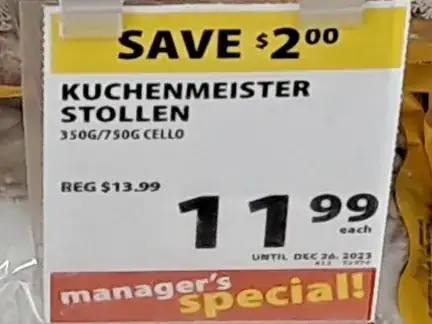 SAVE $2.00
KUCHENMEISTER
STOLLEN
350G/750G CELLO
REG $13.99
11.99
each
UNTIL DEC 26, 2023
manager's
special!